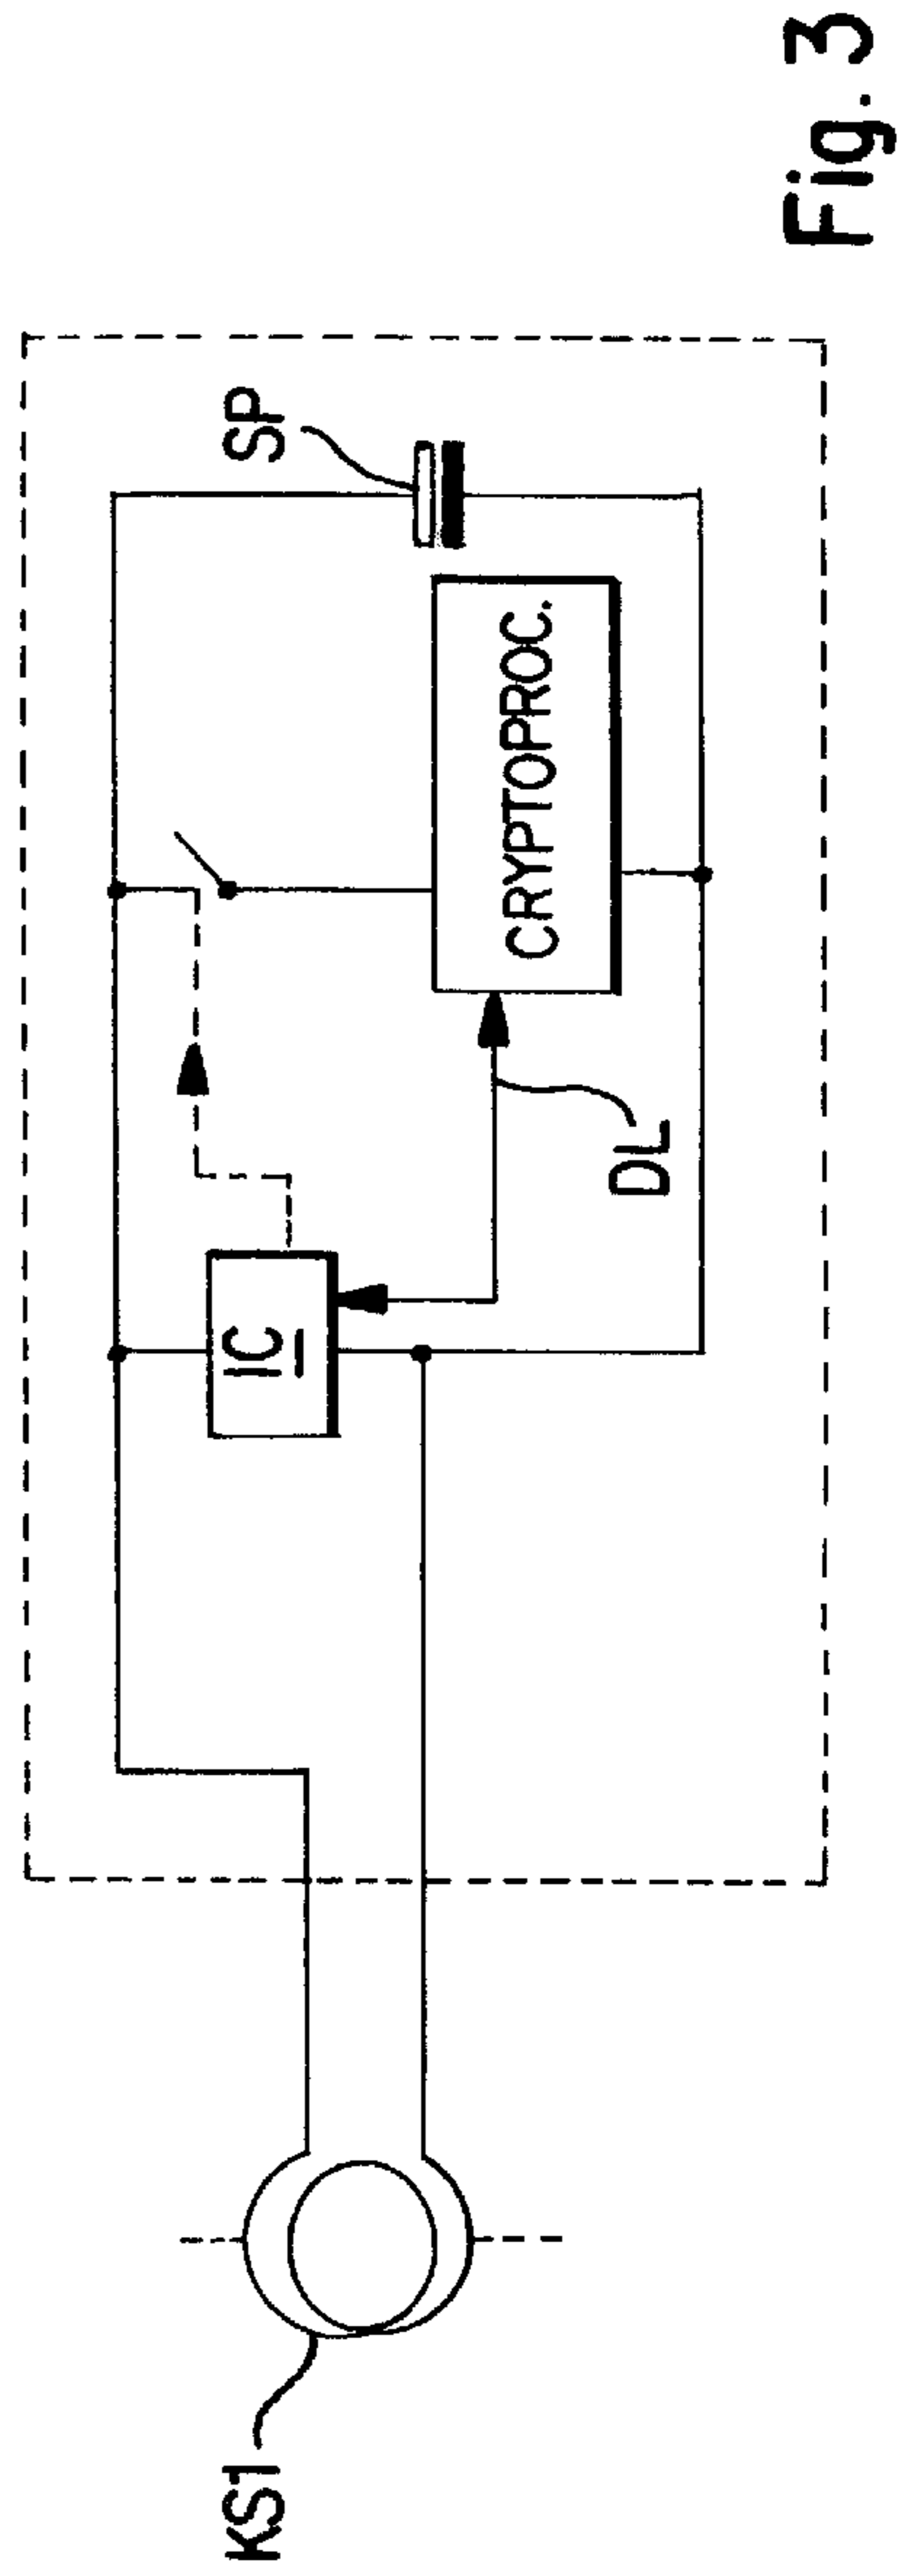 KS1
IC
DL
CRYPTOPROC.
SP
Fig. 3